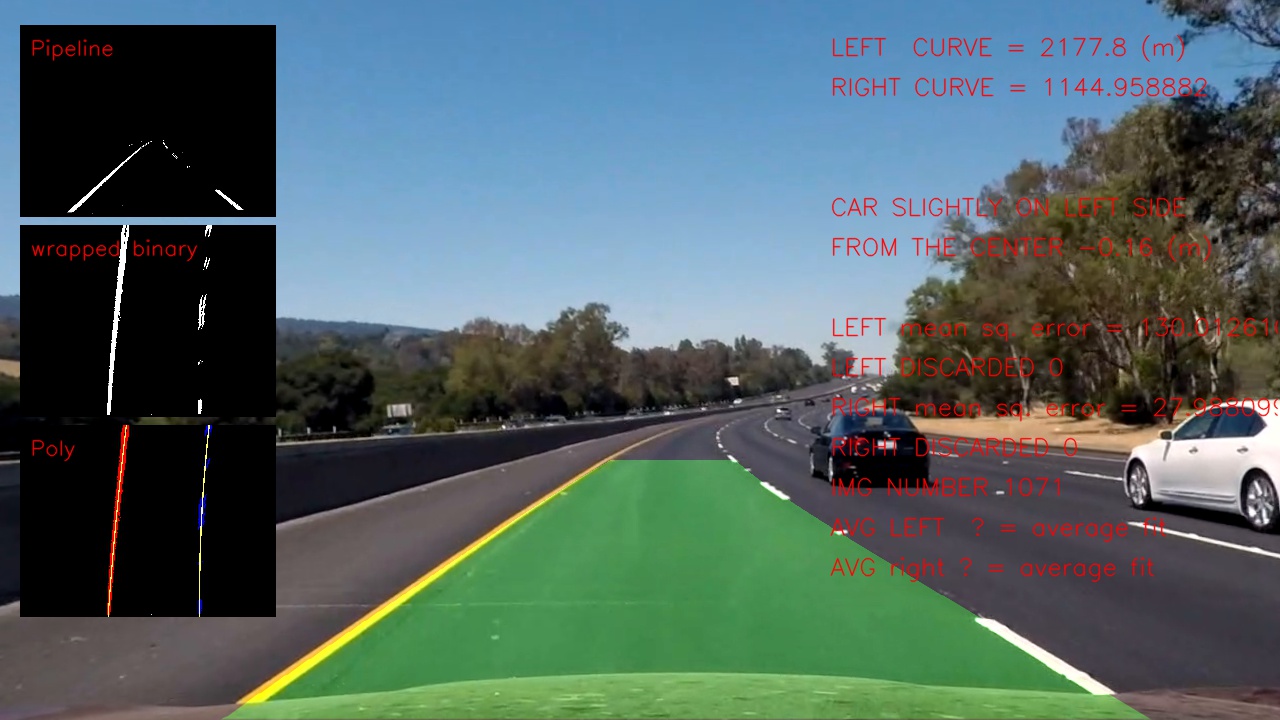 Pipeline
wrapped binary
Poly
LEFT CURVE = 2177.8 (m)
RIGHT CURVE = 1144.958882
CAR SLIGHTLY ON LEFT SIDE
FROM THE CENTER -0.16 (m)
LEFT mean sq. error = 130.01261
LEFT DISCARDED 0
RIGHT mean sq. error = 27.988099
RIGHT DISCARDED 0
IMG NUMBER 1071
AVG LEFT ? = average fit
AVG right ? = average fit